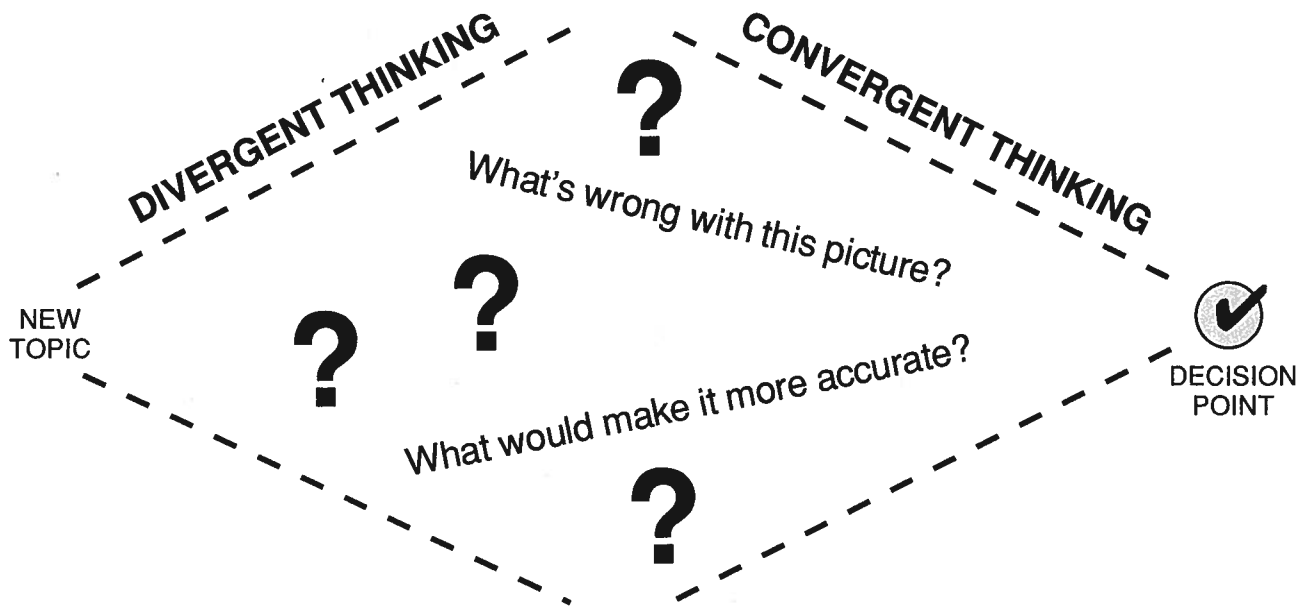 DIVERGENT THINKING
CONVERGENT THINKING
?
What's wrong with this picture?
?
?
NEW
TOPIC
What would make it more accurate?
DECISION
POINT
?